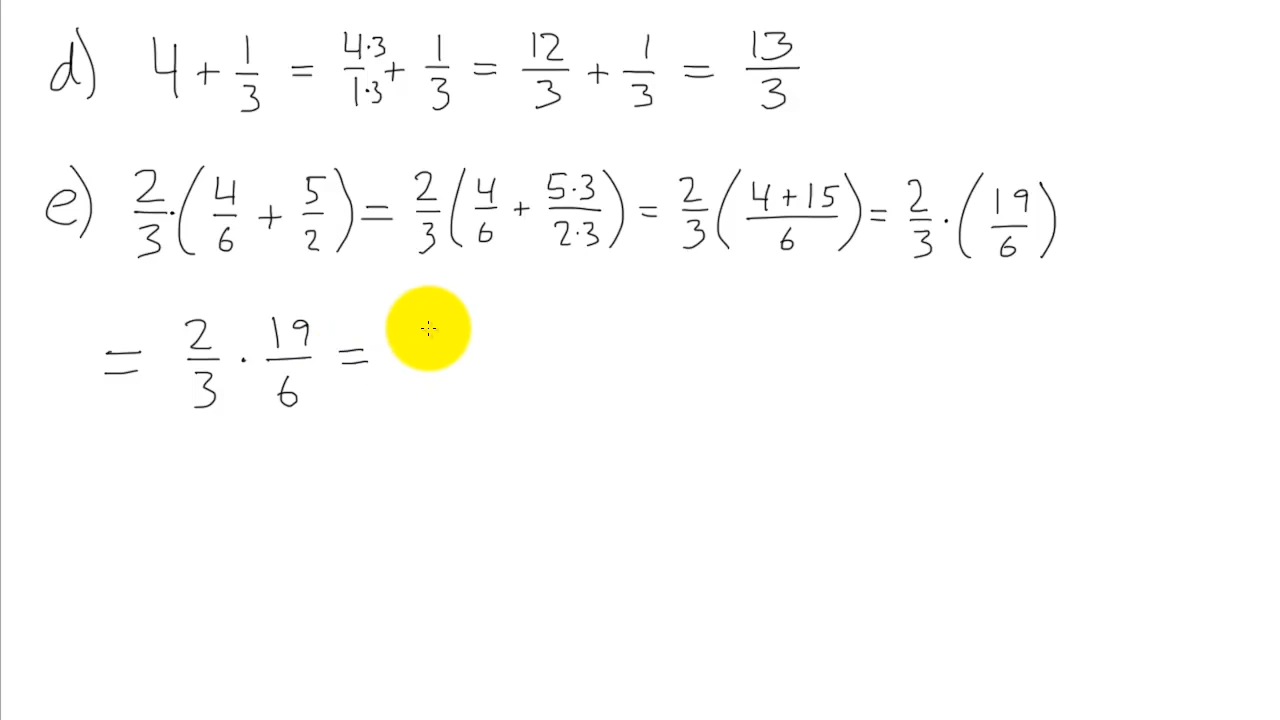 d) 4 + 1/3 = 4·3/1·3 + 1/3 = 12/3 + 1/3 = 13/3
e) 2/3 · (4/6 + 5/2) = 2/3 (4/6 + 5·3/2·3) = 2/3 (4+15/6) = 2/3 · (19/6)
= 2/3 · 19/6 =